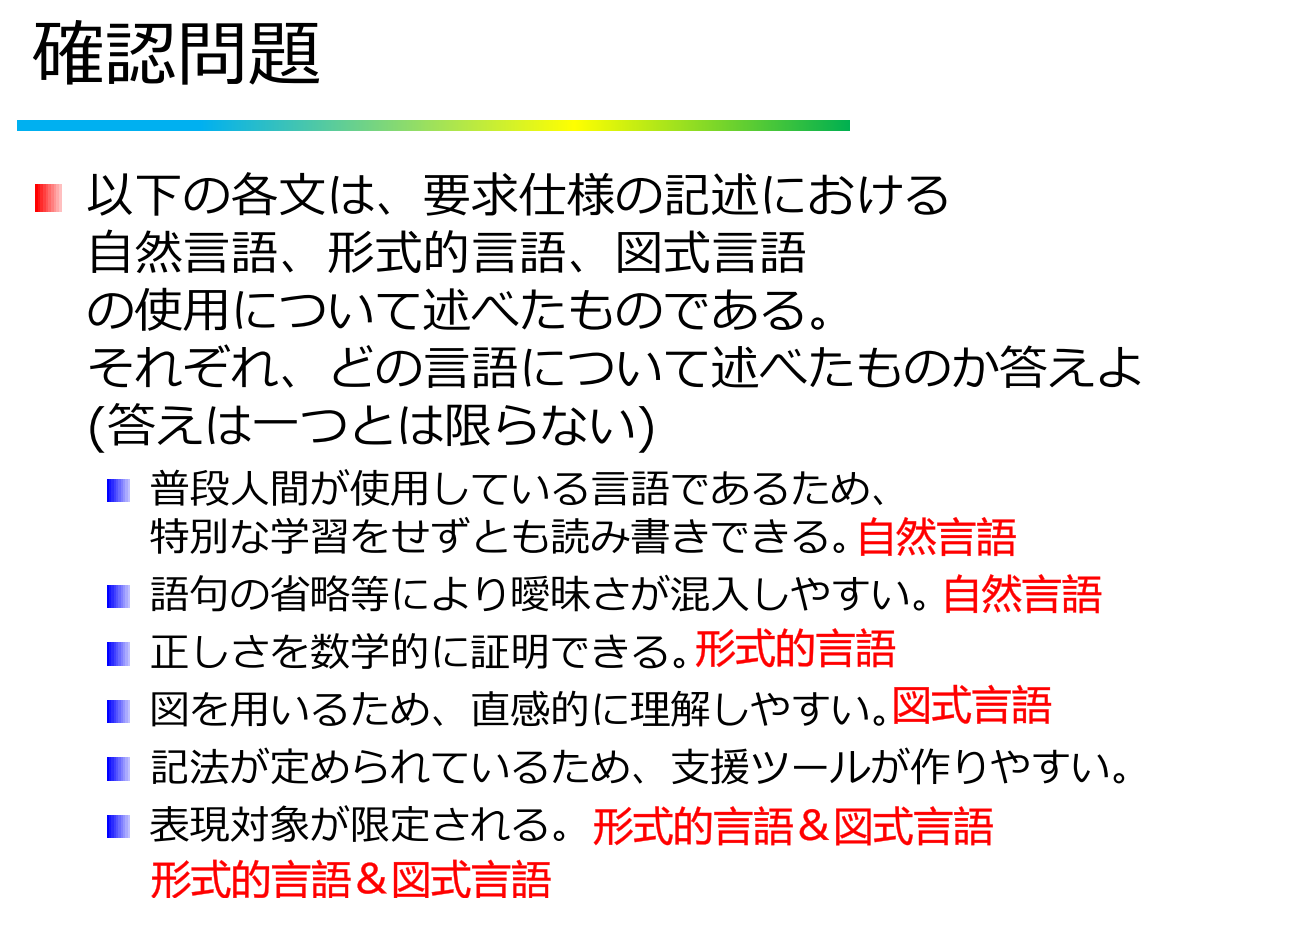 確認問題
以下の各文は、要求仕様の記述における
自然言語、形式的言語、図式言語
の使用について述べたものである。
それぞれ、どの言語について述べたものか答えよ
(答えは一つとは限らない)
普段人間が使用している言語であるため、
特別な学習をせずとも読み書きできる。自然言語
語句の省略等により曖昧さが混入しやすい。自然言語
正しさを数学的に証明できる。形式的言語
図を用いるため、直感的に理解しやすい。図式言語
記法が定められているため、支援ツールが作りやすい。
表現対象が限定される。 形式的言語＆図式言語
形式的言語＆図式言語